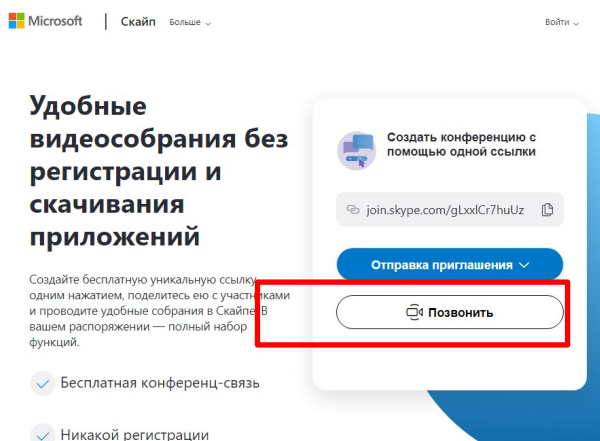 Microsoft | Скайп Больше Войти
Удобные
видеособрания без
регистрации и
скачивания
приложений
Создайте бесплатную уникальную ссылку
одним нажатием, поделитесь ею с участниками
и проводите удобные собрания в Скайпе. В
вашем распоряжении — полный набор
функций.
Бесплатная конференц-связь
Никакой регистрации
Создать конференцию с
помощью одной ссылки
join.skype.com/gLxxlCr7huUz
Отправка приглашения
Позвонить